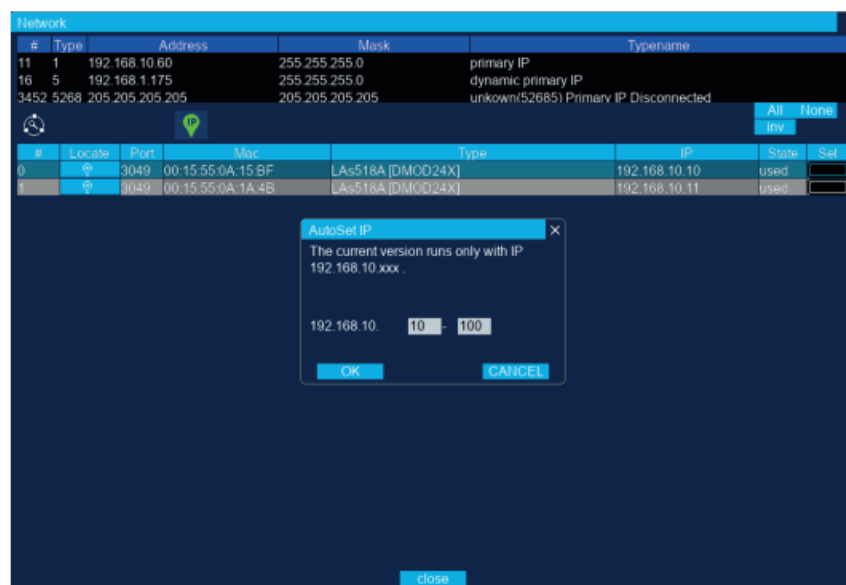 Network
# Type Address Mask Typename
11 1 192.168.10.60 255.255.255.0 primary IP
16 5 192.168.1.175 255.255.255.0 dynamic primary IP
3452 5268 205.205.205.205 205.205.205.205 unkown(52685) Primary IP Disconnected
All None
IP
inv
# Locate Port Mac Type IP State Sel
0 3049 00:15:55:0A:15:BF LAs518A [DMOD24X] 192.168.10.10 used
1 3049 00:15:55:0A:1A:4B LAs518A [DMOD24X] 192.168.10.11 used
AutoSet IP
The current version runs only with IP
192.168.10.xxx .
192.168.10. 10 - 100
OK CANCEL
close